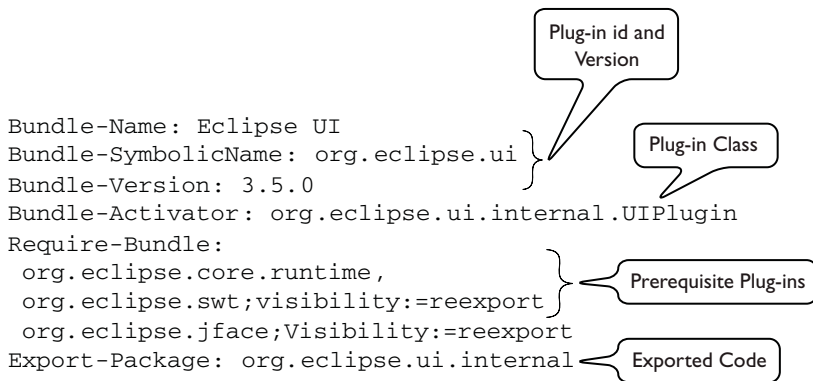 Plug-in id and
Version
Bundle-Name: Eclipse UI
Bundle-SymbolicName: org.eclipse.ui
Bundle-Version: 3.5.0
Plug-in Class
Bundle-Activator: org.eclipse.ui.internal.UIPlugin
Require-Bundle:
org.eclipse.core.runtime,
org.eclipse.swt;visibility:=reexport
Prerequisite Plug-ins
org.eclipse.jface;Visibility:=reexport
Export-Package: org.eclipse.ui.internal
Exported Code